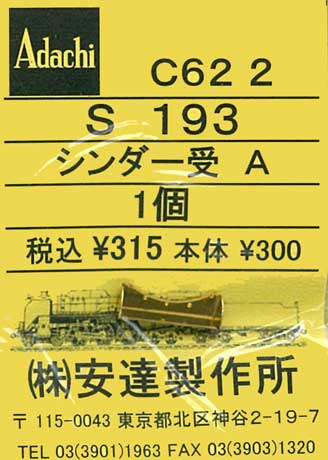 Adachi
C62 2
S 193
シンダー受 A
1個
税込 ¥315 本体 ¥300
㈱安達製作所
〒 115-0043 東京都北区神谷2-19-7
TEL 03(3901)1963 FAX 03(3903)1320